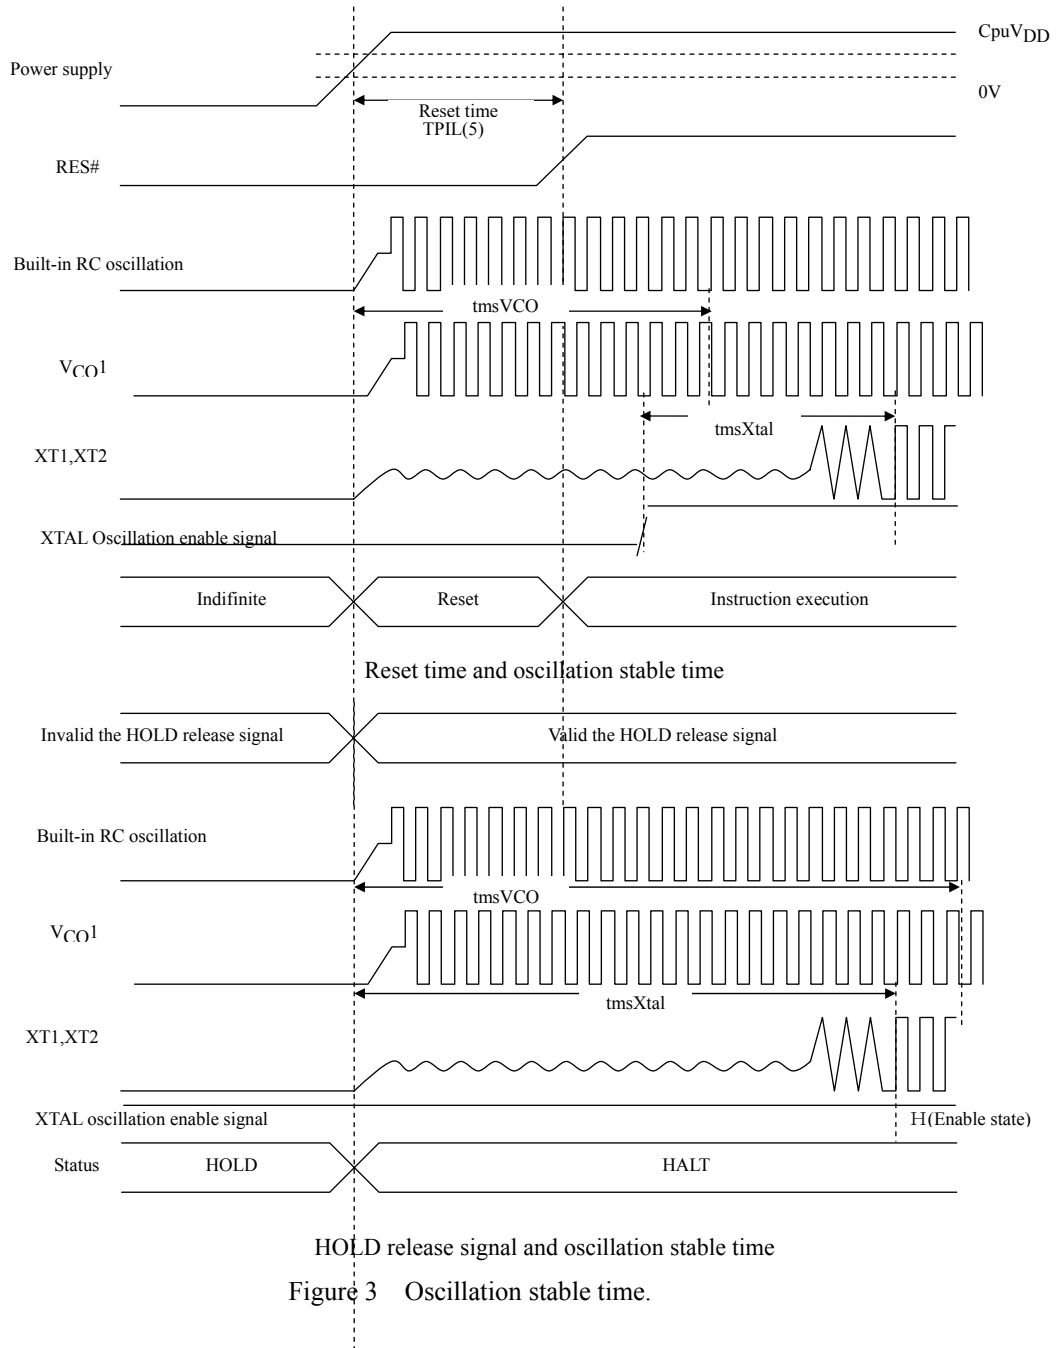 CpuVDD
Power supply
0V
Reset time
TPIL(5)
RES#
Built-in RC oscillation
tmsVCO
VCO1
tmsXtal
XT1,XT2
XTAL Oscillation enable signal
Indifinite Reset Instruction execution
Reset time and oscillation stable time
Invalid the HOLD release signal Valid the HOLD release signal
Built-in RC oscillation
tmsVCO
VCO1
tmsXtal
XT1,XT2
XTAL oscillation enable signal H(Enable state)
Status HOLD HALT
HOLD release signal and oscillation stable time
Figure 3 Oscillation stable time.